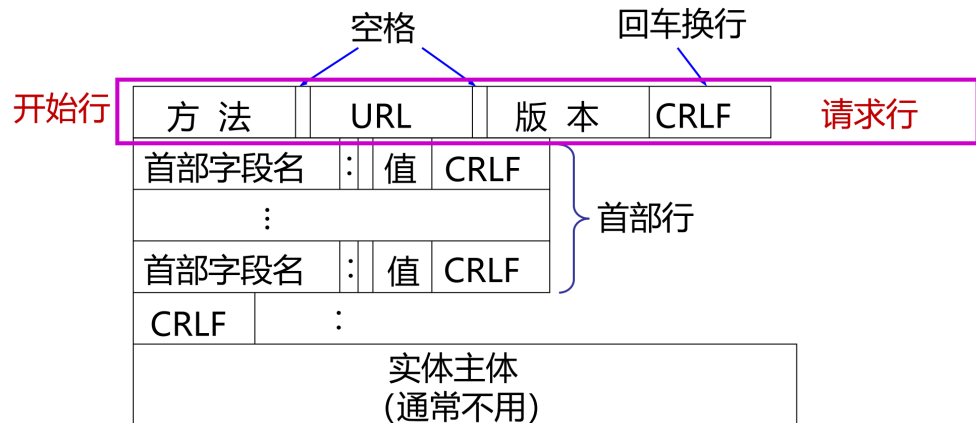 空格 回车换行
开始行 方 法 URL 版 本 CRLF 请求行
首部字段名 : 值 CRLF
⋮ 首部行
首部字段名 : 值 CRLF
CRLF :
实体主体
(通常不用)